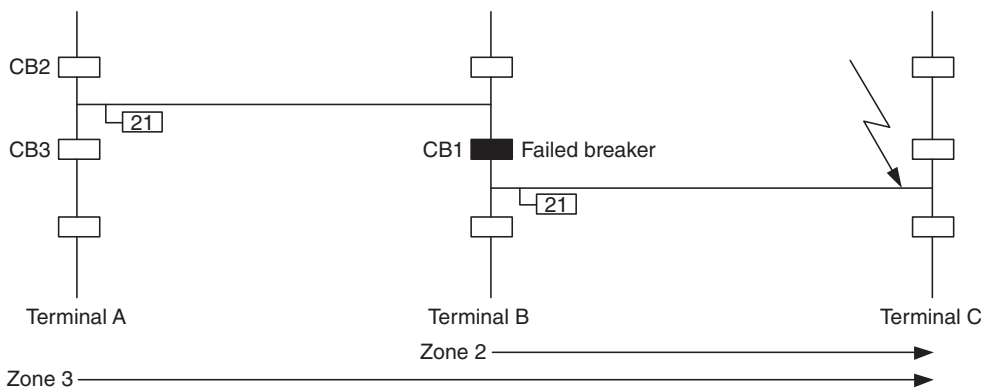 CB2
21
CB3
CB1
Failed breaker
21
Terminal A
Terminal B
Terminal C
Zone 2
Zone 3